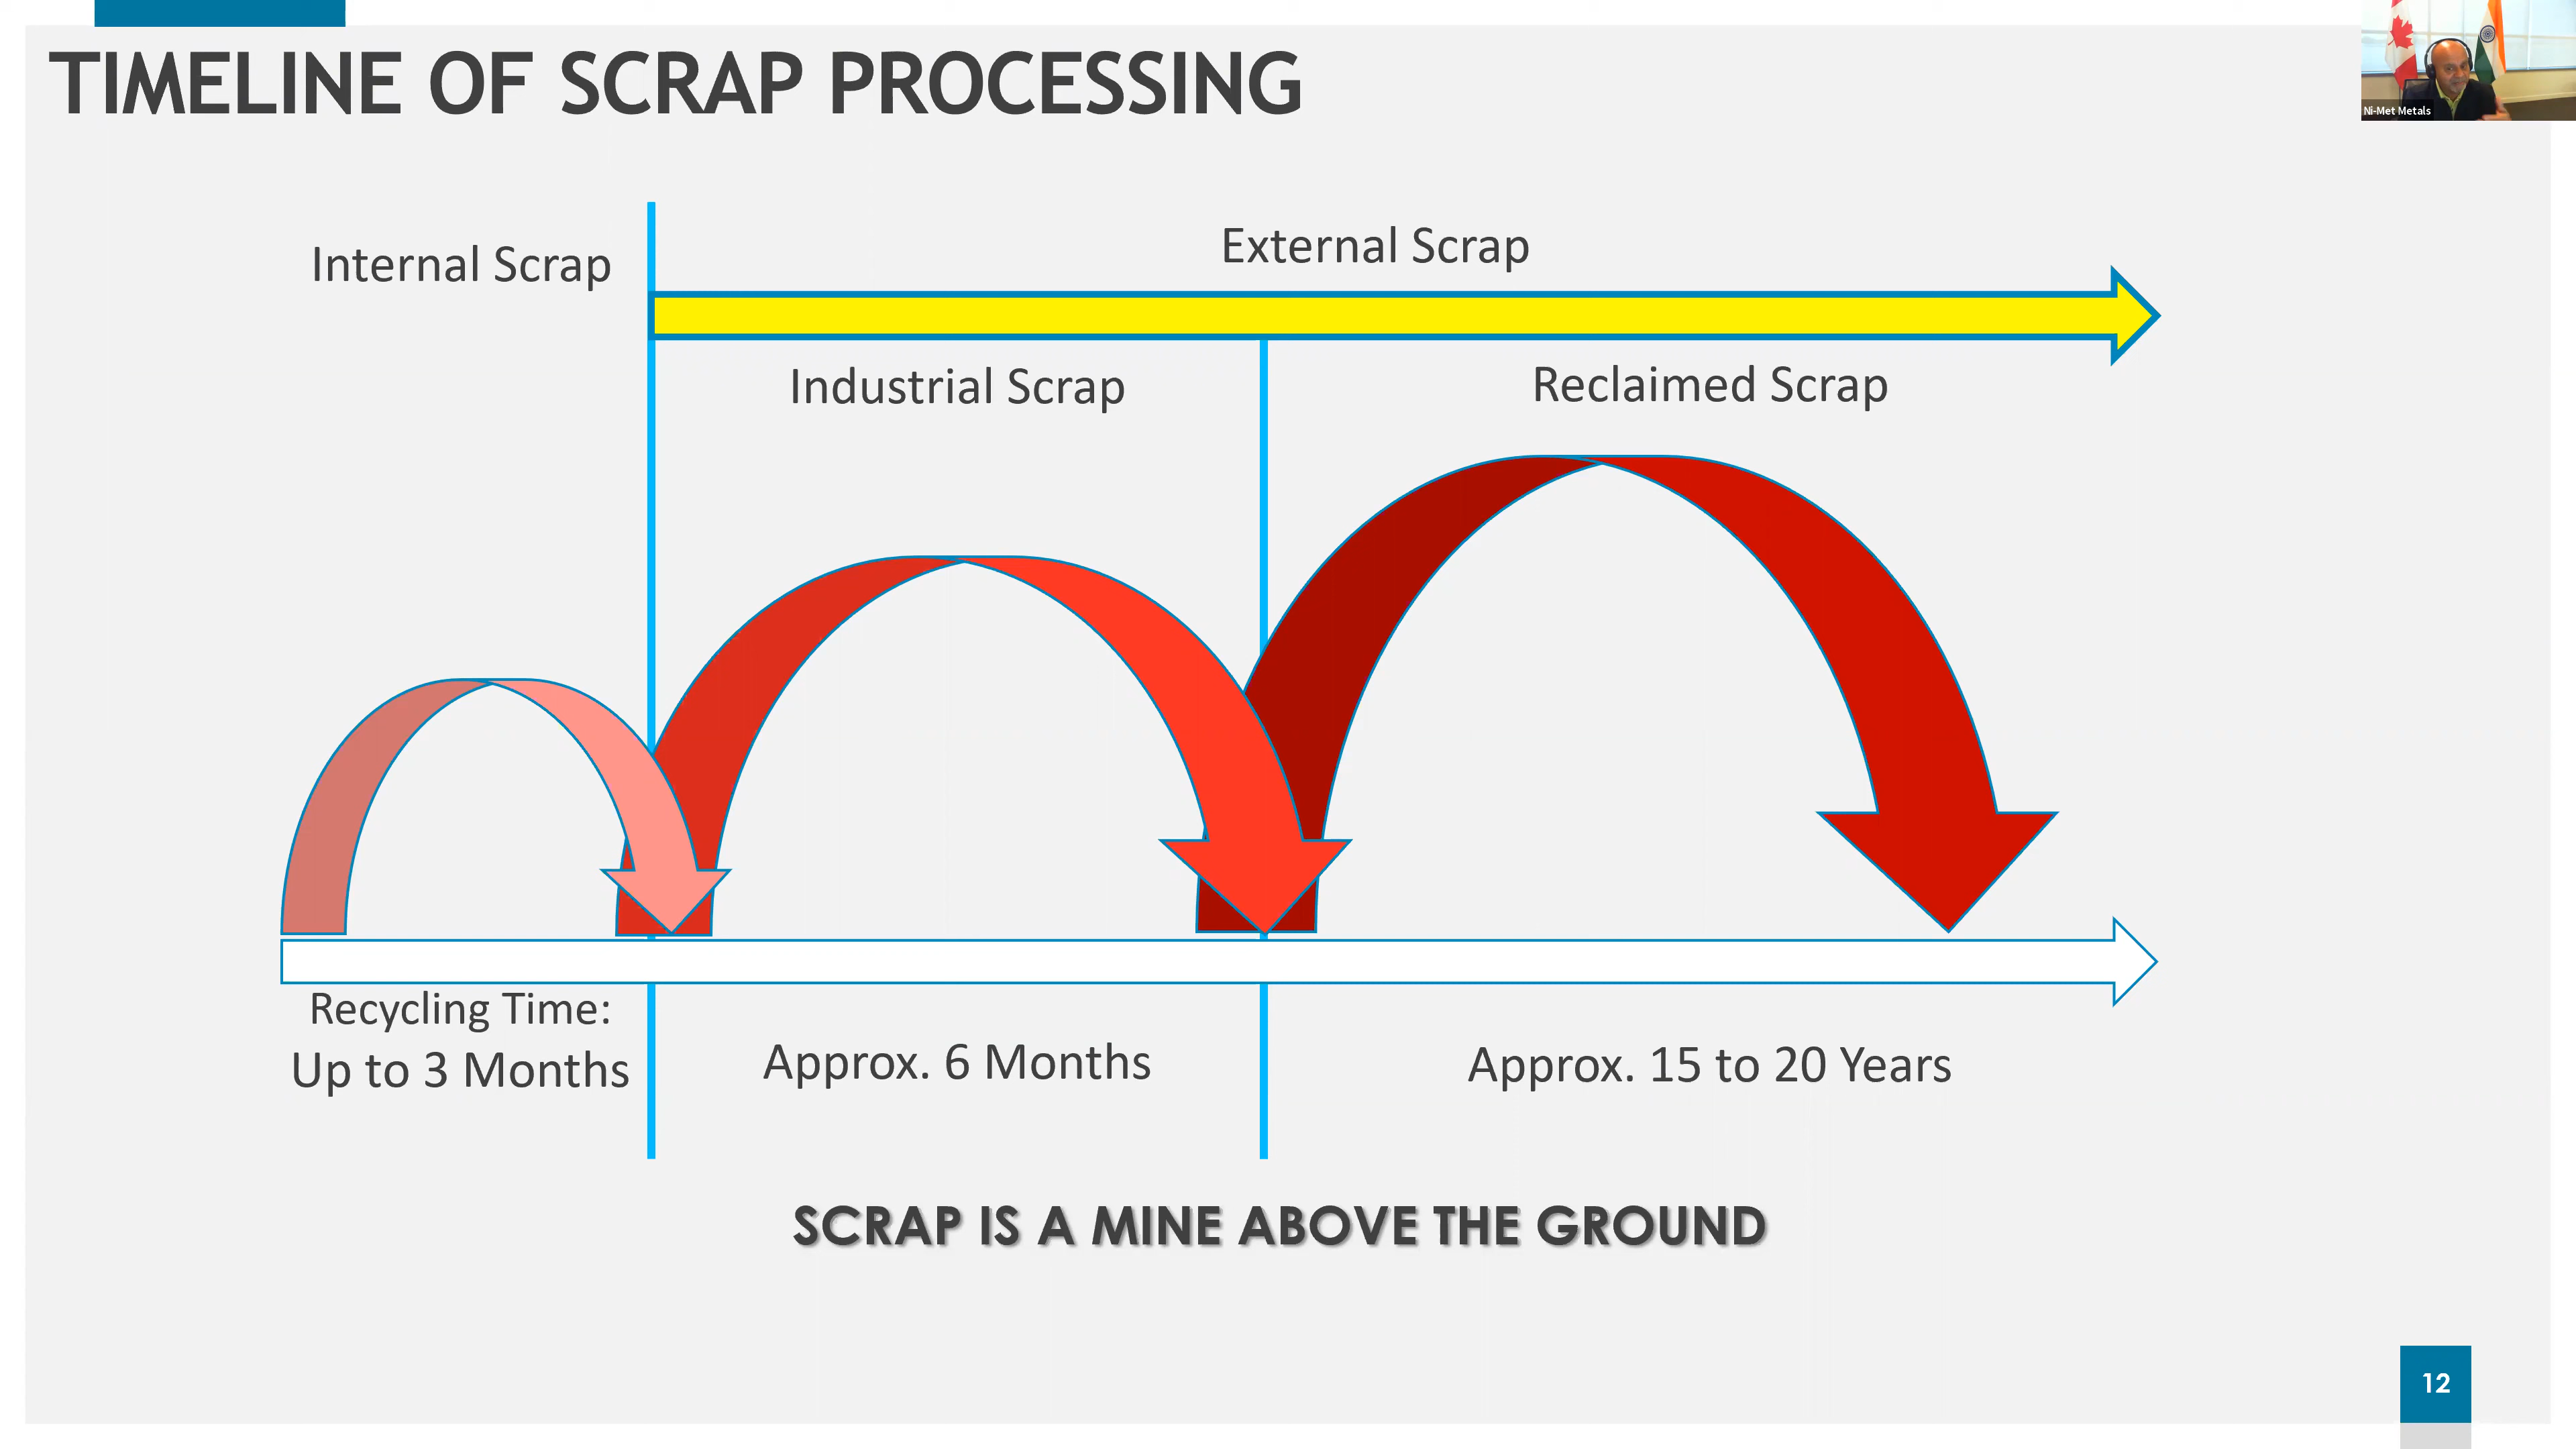 TIMELINE OF SCRAP PROCESSING
Ni-Met Metals
Internal Scrap
External Scrap
Industrial Scrap
Reclaimed Scrap
Recycling Time:
Up to 3 Months
Approx. 6 Months
Approx. 15 to 20 Years
SCRAP IS A MINE ABOVE THE GROUND
12